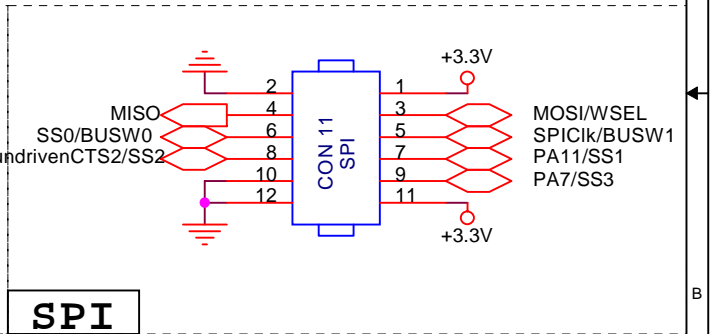 +3.3V
2 1
MISO 4 3 MOSI/WSEL
SS0/BUSW0 6 5 SPIClk/BUSW1
undrivenCTS2/SS2 8 7 PA11/SS1
10 9 PA7/SS3
12 11
CON 11
SPI
+3.3V
B
SPI